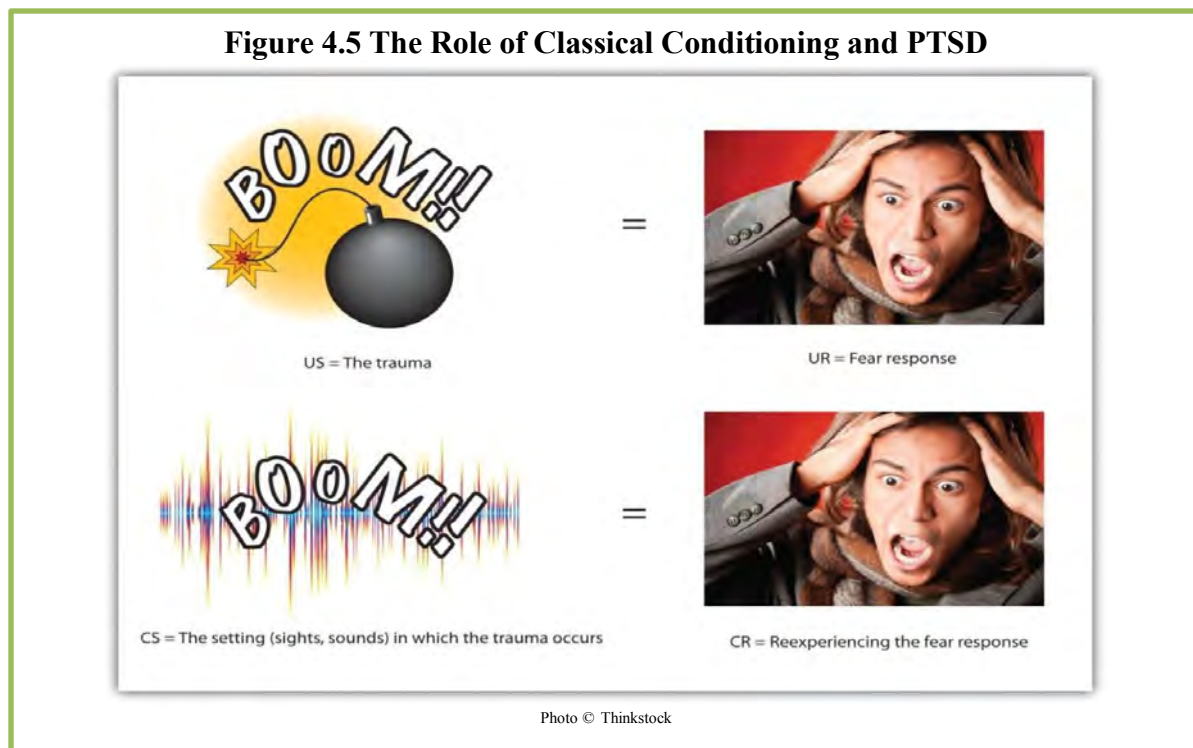 Figure 4.5 The Role of Classical Conditioning and PTSD
BOOM!!
=
US = The trauma
UR = Fear response
BOOM!!
=
CS = The setting (sights, sounds) in which the trauma occurs
CR = Reexperiencing the fear response
Photo © Thinkstock